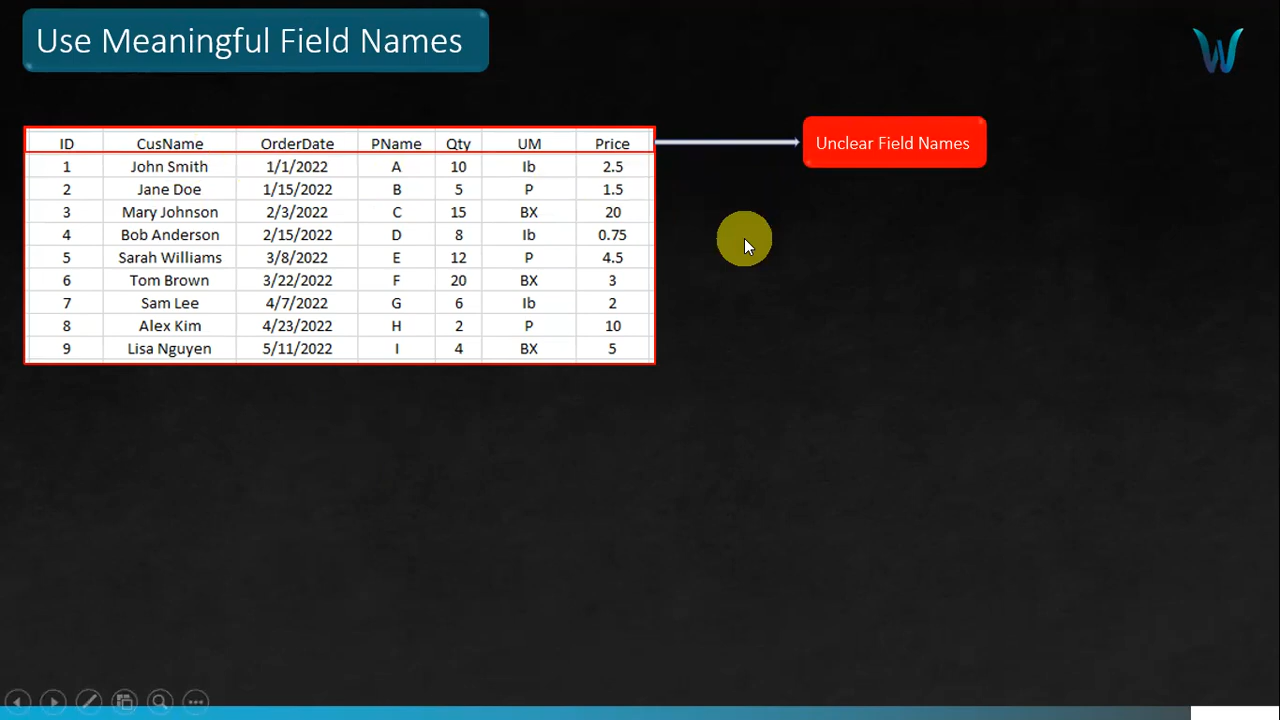 Use Meaningful Field Names
W
ID CusName OrderDate PName Qty UM Price
1 John Smith 1/1/2022 A 10 Ib 2.5
2 Jane Doe 1/15/2022 B 5 P 1.5
3 Mary Johnson 2/3/2022 C 15 BX 20
4 Bob Anderson 2/15/2022 D 8 Ib 0.75
5 Sarah Williams 3/8/2022 E 12 P 4.5
6 Tom Brown 3/22/2022 F 20 BX 3
7 Sam Lee 4/7/2022 G 6 Ib 2
8 Alex Kim 4/23/2022 H 2 P 10
9 Lisa Nguyen 5/11/2022 I 4 BX 5
Unclear Field Names